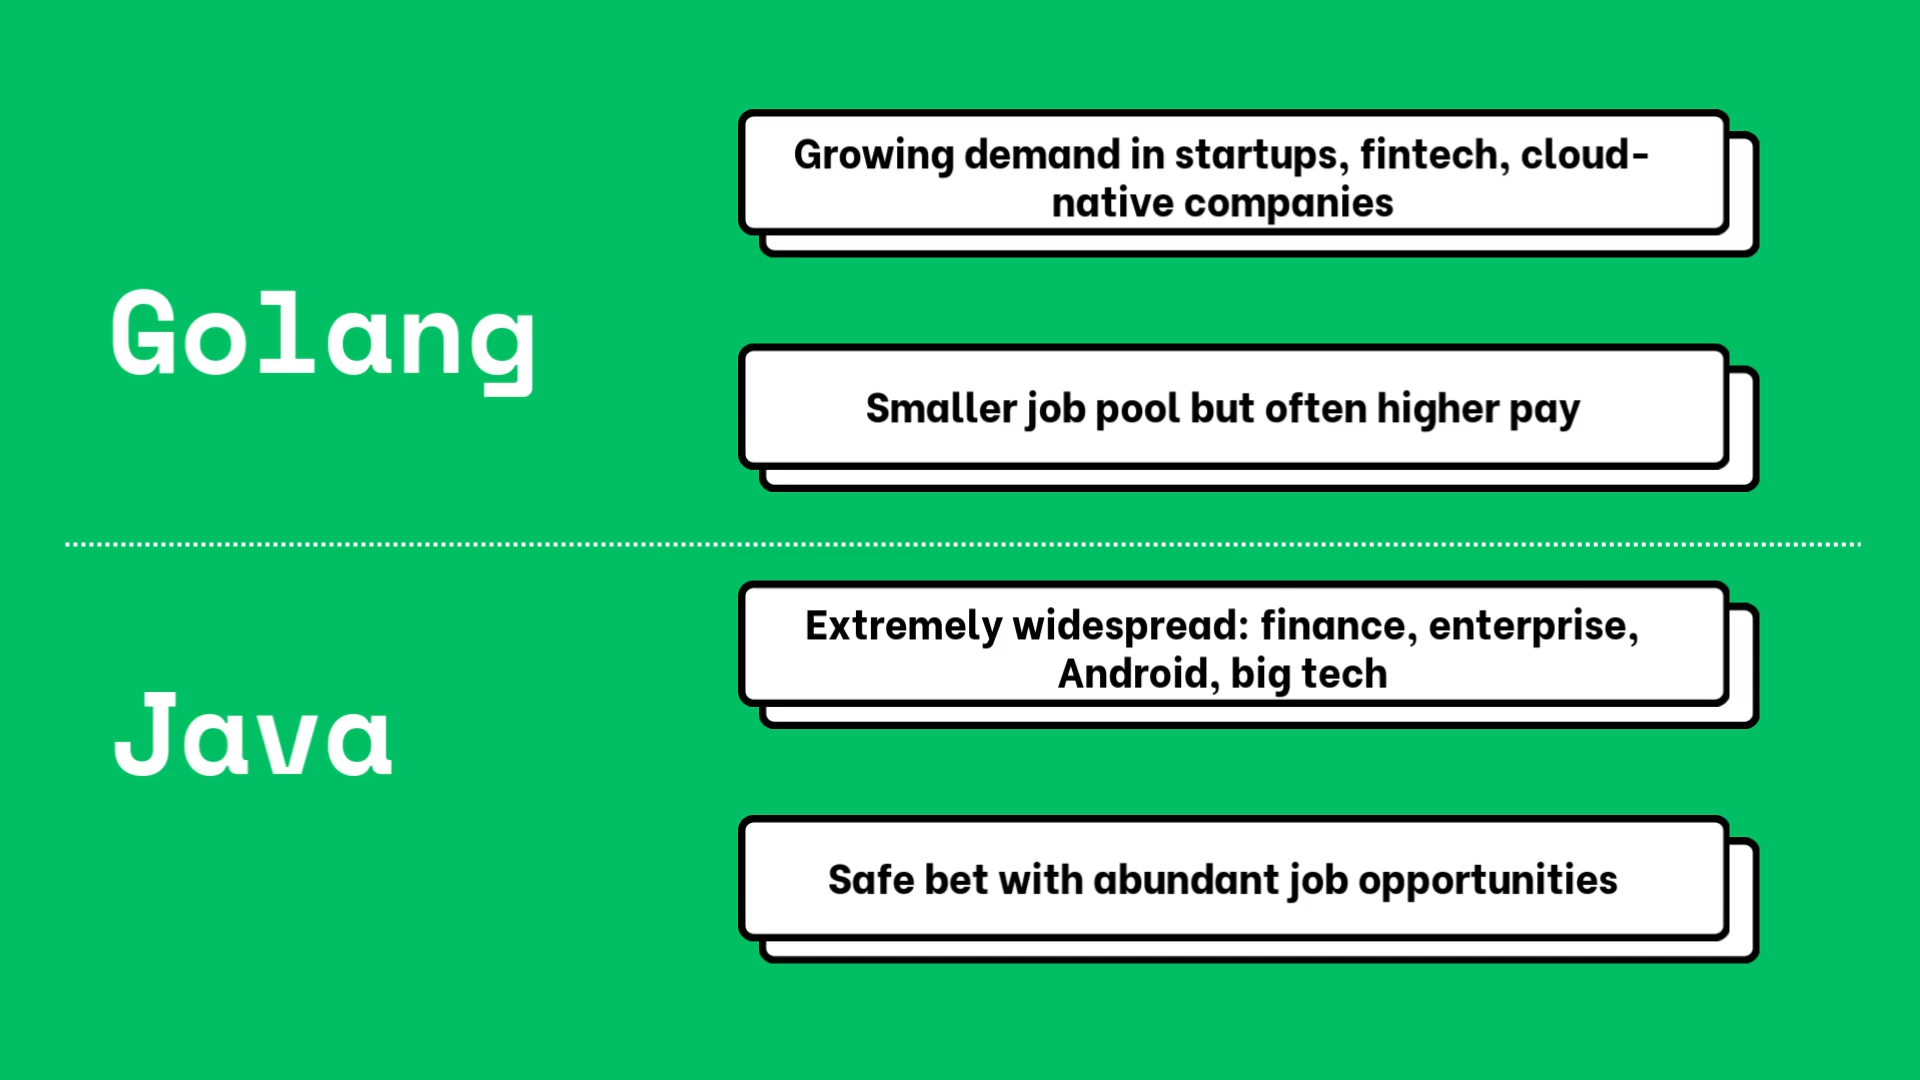 Golang
Growing demand in startups, fintech, cloud-
native companies
Smaller job pool but often higher pay
Java
Extremely widespread: finance, enterprise,
Android, big tech
Safe bet with abundant job opportunities